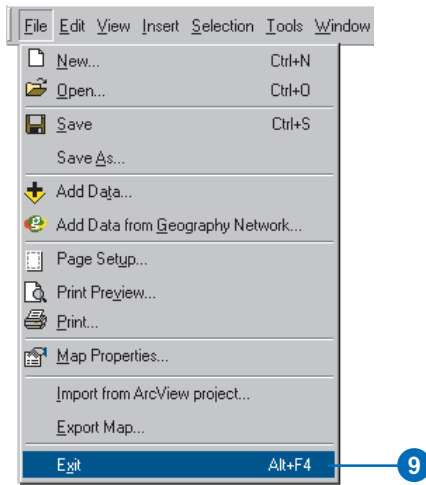 File Edit View Insert Selection Tools Window
New... Ctrl+N
Open... Ctrl+O
Save Ctrl+S
Save As...
Add Data...
Add Data from Geography Network...
Page Setup...
Print Preview...
Print...
Map Properties...
Import from ArcView project...
Export Map...
Exit Alt+F4 9